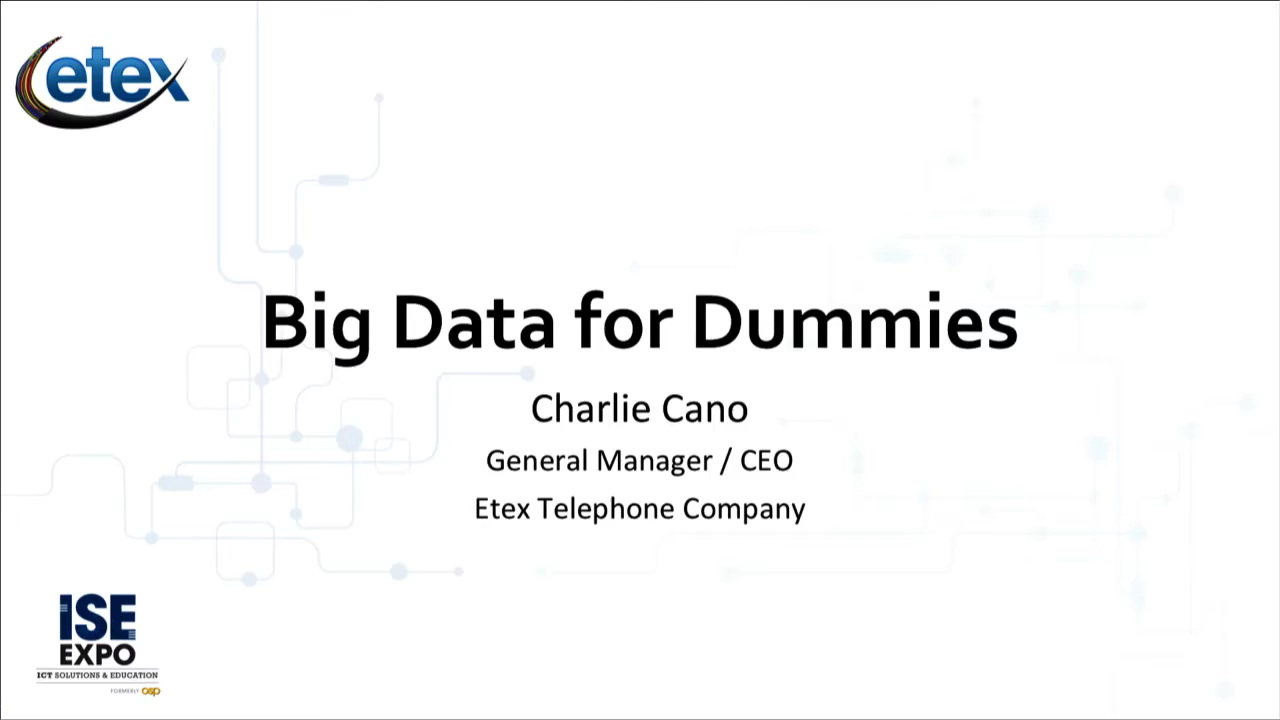 etex
Big Data for Dummies
Charlie Cano
General Manager / CEO
Etex Telephone Company
iSE
EXPO
ICT SOLUTIONS & EDUCATION
FORMERLY osp